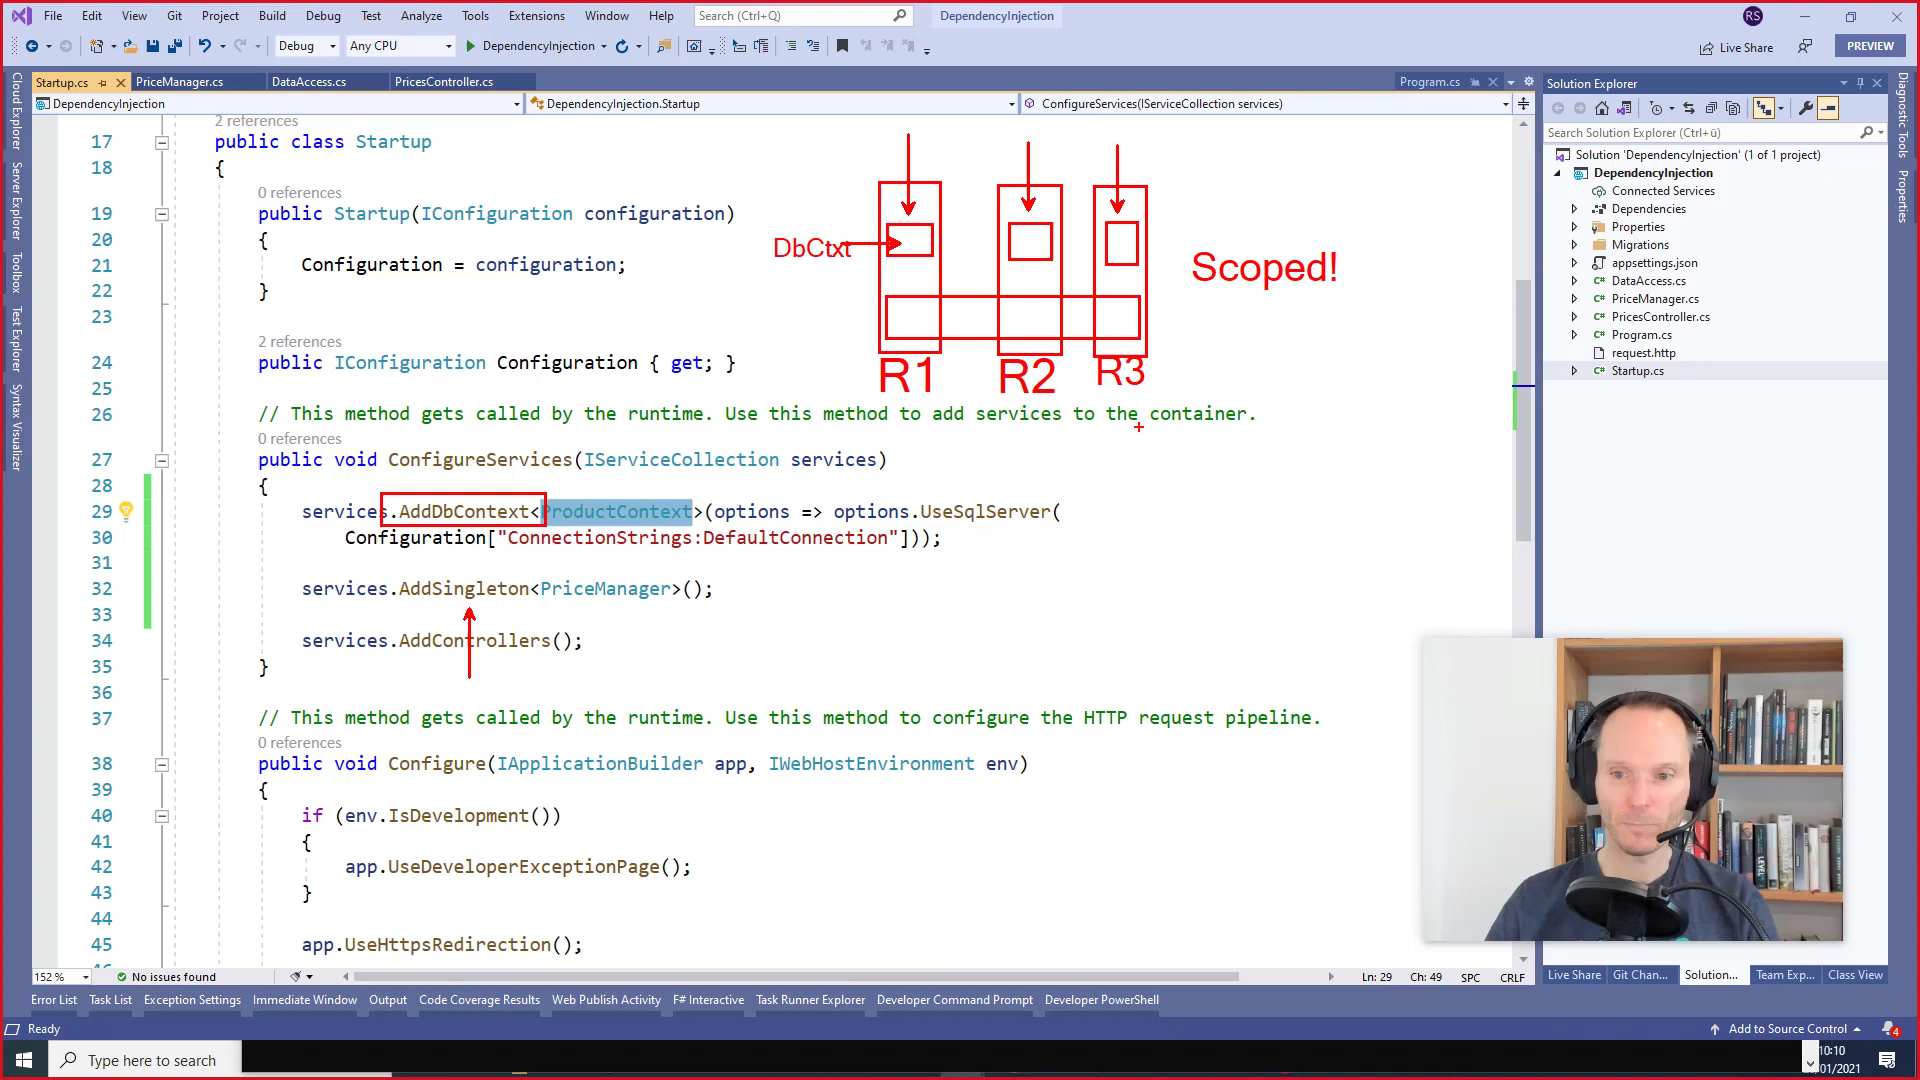 File Edit View Git Project Build Debug Test Analyze Tools Extensions Window Help Search (Ctrl+Q) DependencyInjection RS
Debug Any CPU DependencyInjection Live Share PREVIEW
Startup.cs PriceManager.cs DataAccess.cs PricesController.cs Program.cs
DependencyInjection DependencyInjection.Startup ConfigureServices(IServiceCollection services)
Cloud Explorer
Server Explorer
Toolbox
Test Explorer
Syntax Visualizer
2 references
17 public class Startup
18 {
0 references
19 public Startup(IConfiguration configuration)
20 {
21 Configuration = configuration;
22 }
23
2 references
24 public IConfiguration Configuration { get; }
25
26 // This method gets called by the runtime. Use this method to add services to the container.
0 references
27 public void ConfigureServices(IServiceCollection services)
28 {
29 services.AddDbContext<ProductContext>(options => options.UseSqlServer(
30 Configuration["ConnectionStrings:DefaultConnection"]));
31
32 services.AddSingleton<PriceManager>();
33
34 services.AddControllers();
35 }
36
37 // This method gets called by the runtime. Use this method to configure the HTTP request pipeline.
0 references
38 public void Configure(IApplicationBuilder app, IWebHostEnvironment env)
39 {
40 if (env.IsDevelopment())
41 {
42 app.UseDeveloperExceptionPage();
43 }
44
45 app.UseHttpsRedirection();
DbCtxt
Scoped!
R1 R2 R3
152 % No issues found Ln: 29 Ch: 49 SPC CRLF
Solution Explorer
Search Solution Explorer (Ctrl+ü)
Solution 'DependencyInjection' (1 of 1 project)
DependencyInjection
Connected Services
Dependencies
Properties
Migrations
appsettings.json
DataAccess.cs
PriceManager.cs
PricesController.cs
Program.cs
request.http
Startup.cs
Diagnostic Tools
Properties
Live Share Git Chan... Solution... Team Exp... Class View
Error List Task List Exception Settings Immediate Window Output Code Coverage Results Web Publish Activity F# Interactive Task Runner Explorer Developer Command Prompt Developer PowerShell
Ready Add to Source Control 4
Type here to search
10:10
/01/2021